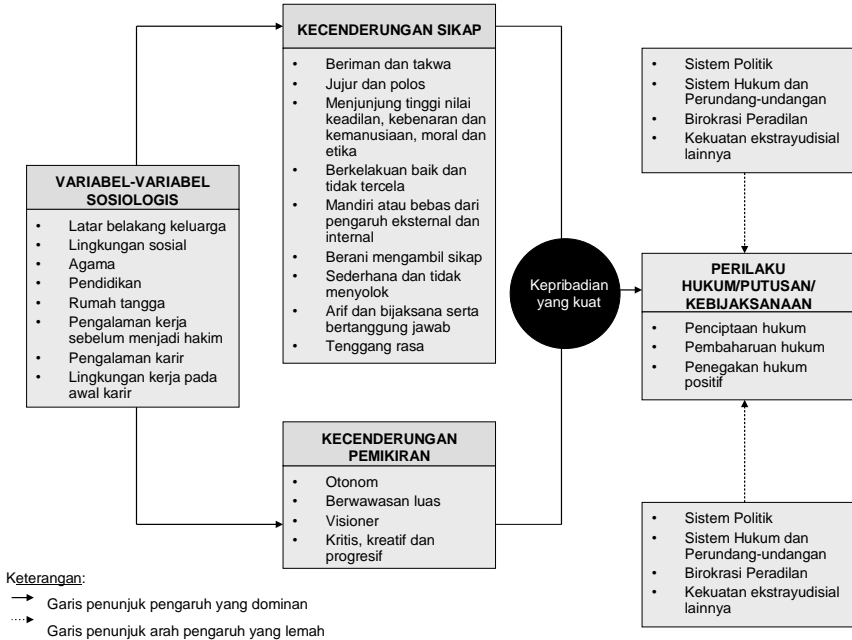 VARIABEL-VARIABEL
SOSIOLOGIS
• Latar belakang keluarga
• Lingkungan sosial
• Agama
• Pendidikan
• Rumah tangga
• Pengalaman kerja
sebelum menjadi hakim
• Pengalaman karir
• Lingkungan kerja pada
awal karir
KECENDERUNGAN SIKAP
• Beriman dan takwa
• Jujur dan polos
• Menjunjung tinggi nilai
keadilan, kebenaran dan
kemanusiaan, moral dan
etika
• Berkelakuan baik dan
tidak tercela
• Mandiri atau bebas dari
pengaruh eksternal dan
internal
• Berani mengambil sikap
• Sederhana dan tidak
menyolok
• Arif dan bijaksana serta
bertanggung jawab
• Tenggang rasa
KECENDERUNGAN
PEMIKIRAN
• Otonom
• Berwawasan luas
• Visioner
• Kritis, kreatif dan
progresif
Kepribadian
yang kuat
• Sistem Politik
• Sistem Hukum dan
Perundang-undangan
• Birokrasi Peradilan
• Kekuatan ekstrayudisial
lainnya
PERILAKU
HUKUM/PUTUSAN/
KEBIJAKSANAAN
• Penciptaan hukum
• Pembaharuan hukum
• Penegakan hukum
positif
• Sistem Politik
• Sistem Hukum dan
Perundang-undangan
• Birokrasi Peradilan
• Kekuatan ekstrayudisial
lainnya
Keterangan:
Garis penunjuk pengaruh yang dominan
Garis penunjuk arah pengaruh yang lemah